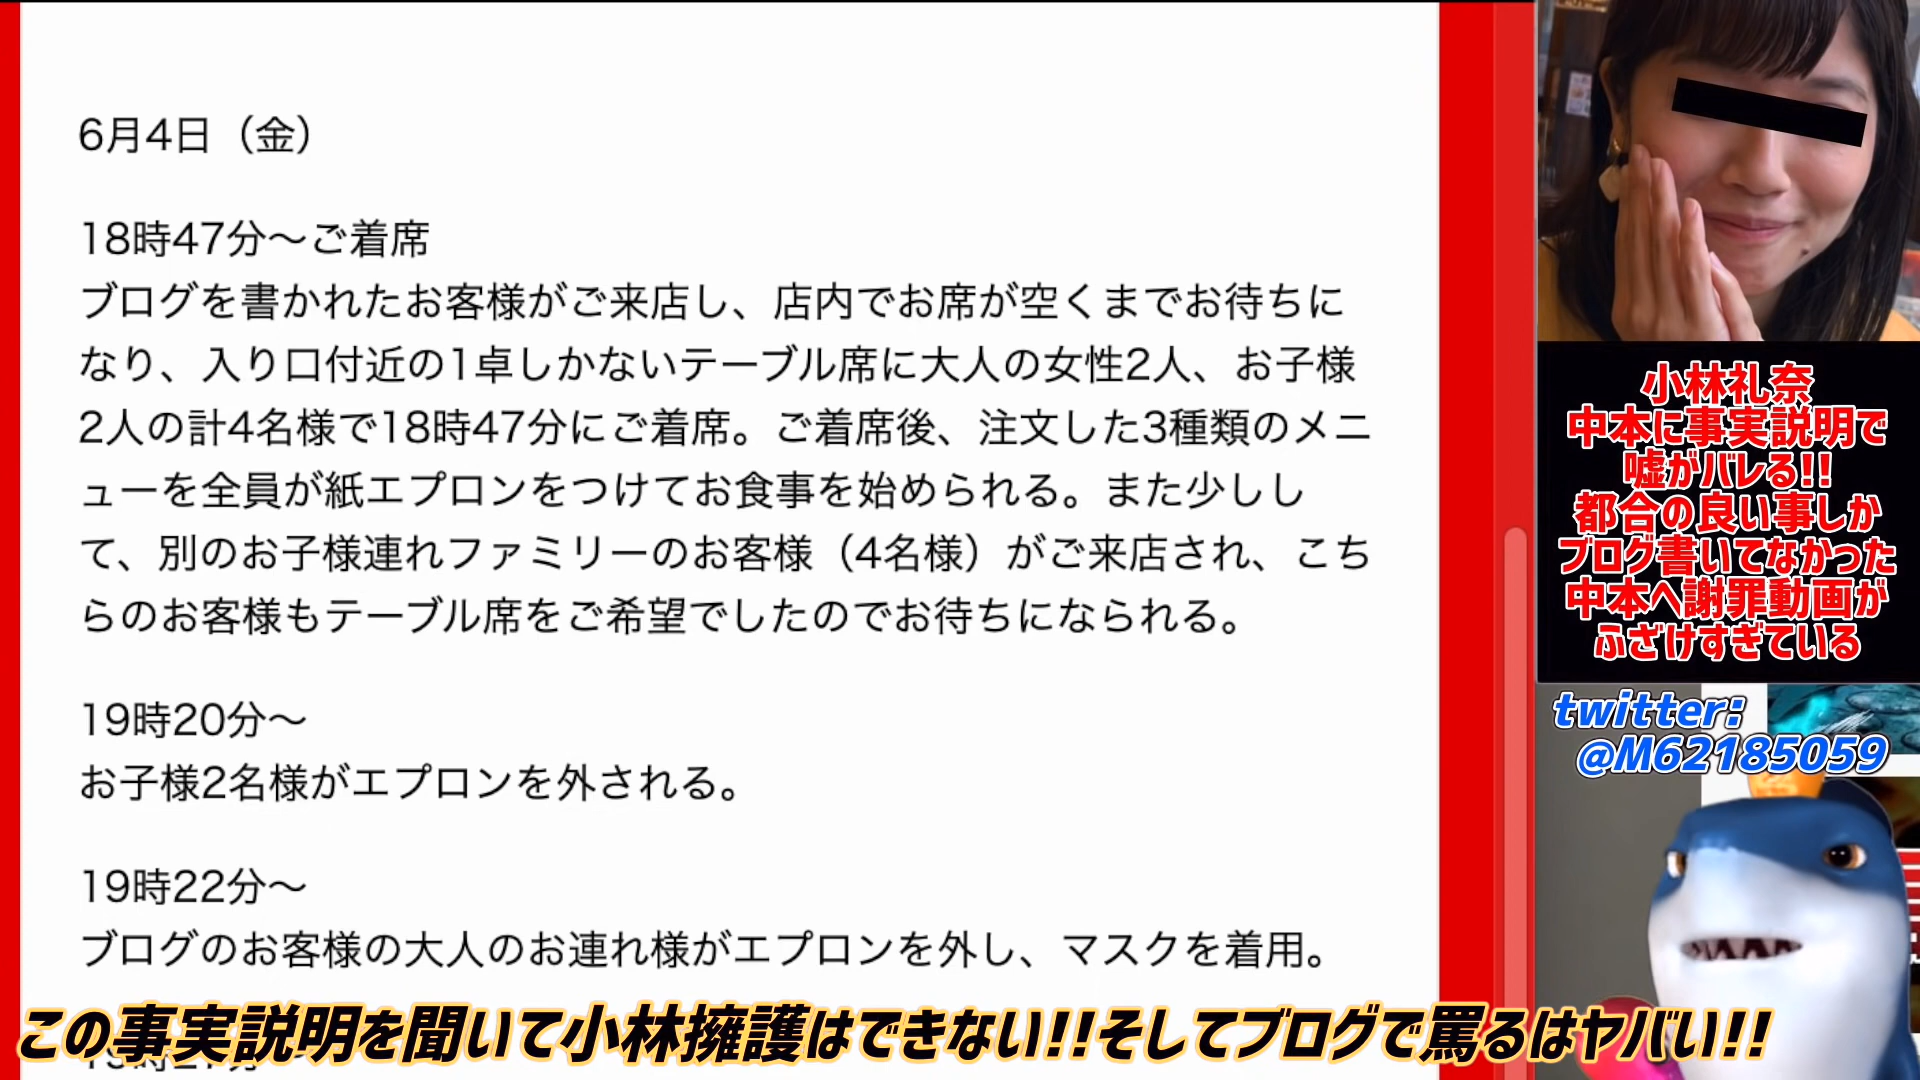 6月4日（金）
18時47分〜ご着席
ブログを書かれたお客様がご来店し、店内でお席が空くまでお待ちに
なり、入り口付近の1卓しかないテーブル席に大人の女性2人、お子様
2人の計4名様で18時47分にご着席。ご着席後、注文した3種類のメニ
ューを全員が紙エプロンをつけてお食事を始められる。また少しし
て、別のお子様連れファミリーのお客様（4名様）がご来店され、こち
らのお客様もテーブル席をご希望でしたのでお待ちになられる。
19時20分〜
お子様2名様がエプロンを外される。
19時22分〜
ブログのお客様の大人のお連れ様がエプロンを外し、マスクを着用。
この事実説明を聞いて小林擁護はできない!!そしてブログで罵るはヤバい!!
小林礼奈
中本に事実説明で
嘘がバレる!!
都合の良い事しか
ブログ書いてなかった
中本へ謝罪動画が
ふざけすぎている
twitter:
@M62185059